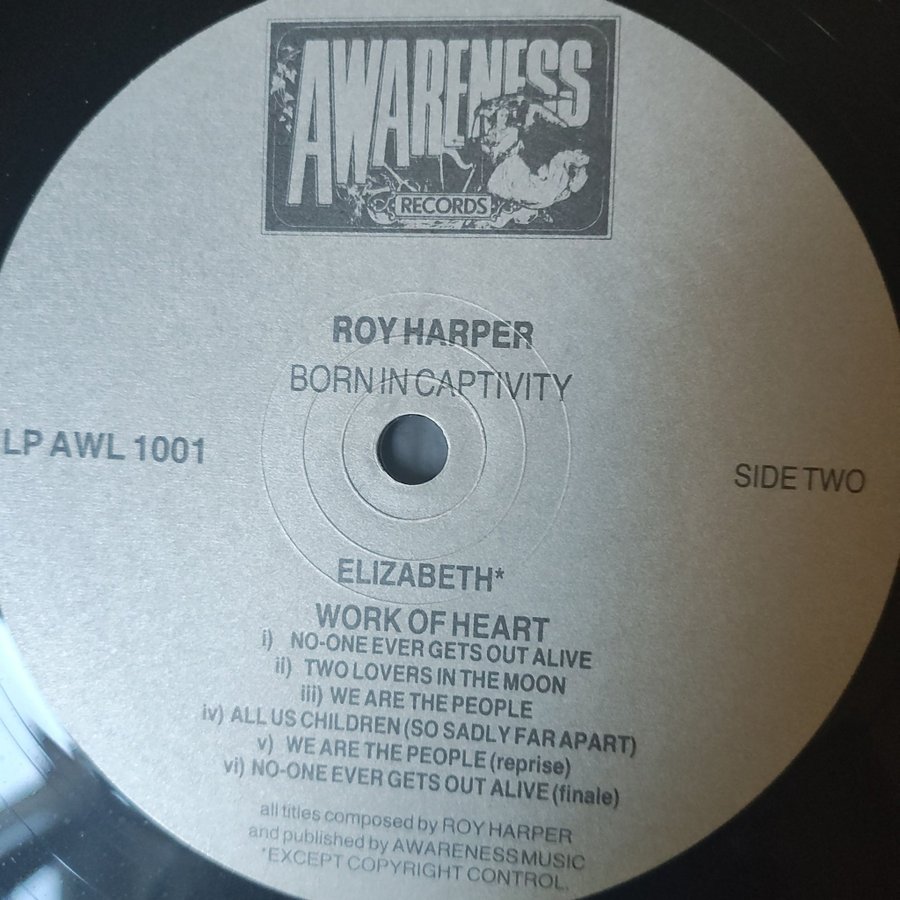 AWARENESS
RECORDS
ROY HARPER
BORN IN CAPTIVITY
LP AWL 1001
SIDE TWO
ELIZABETH*
WORK OF HEART
i) NO-ONE EVER GETS OUT ALIVE
ii) TWO LOVERS IN THE MOON
iii) WE ARE THE PEOPLE
iv) ALL US CHILDREN (SO SADLY FAR APART)
v) WE ARE THE PEOPLE (reprise)
vi) NO-ONE EVER GETS OUT ALIVE (finale)
all titles composed by ROY HARPER
and published by AWARENESS MUSIC
*EXCEPT COPYRIGHT CONTROL.